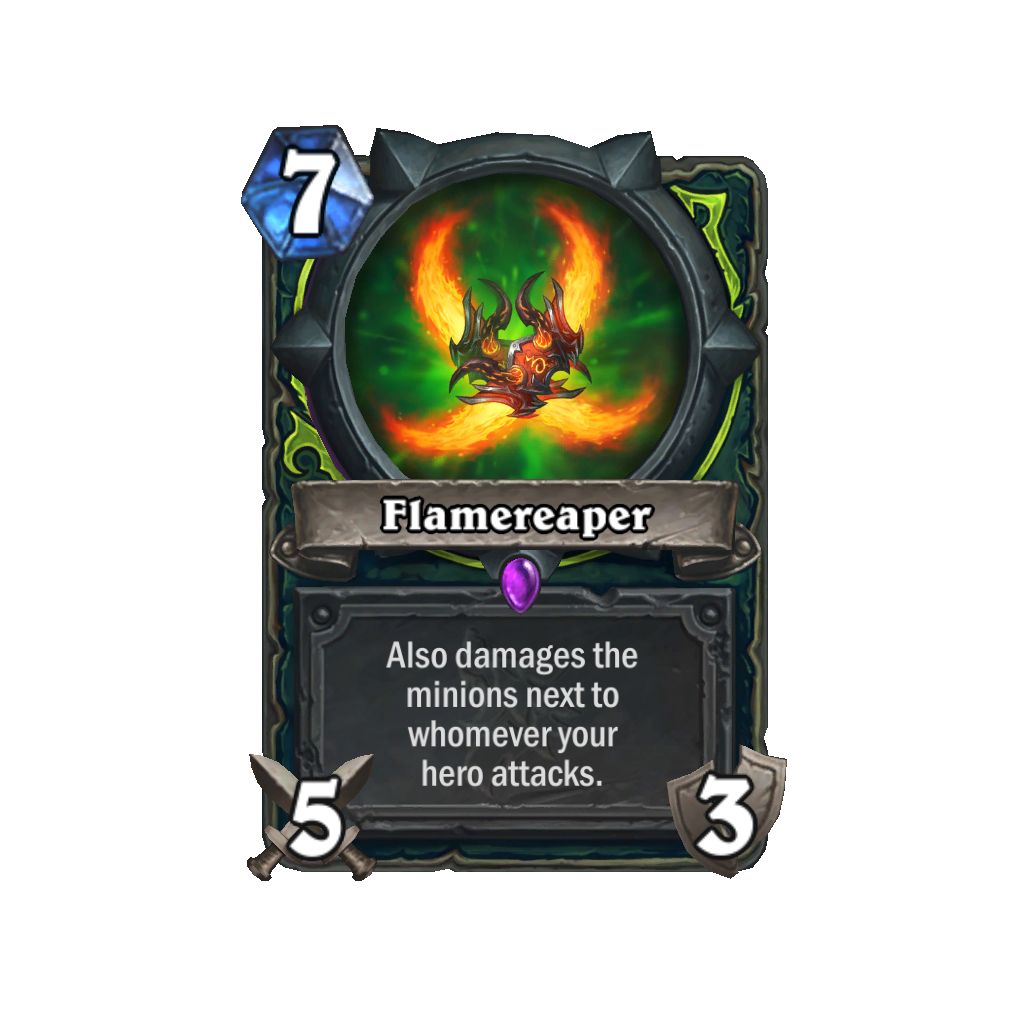 7
Flamereaper
Also damages the
minions next to
whomever your
hero attacks.
5
3